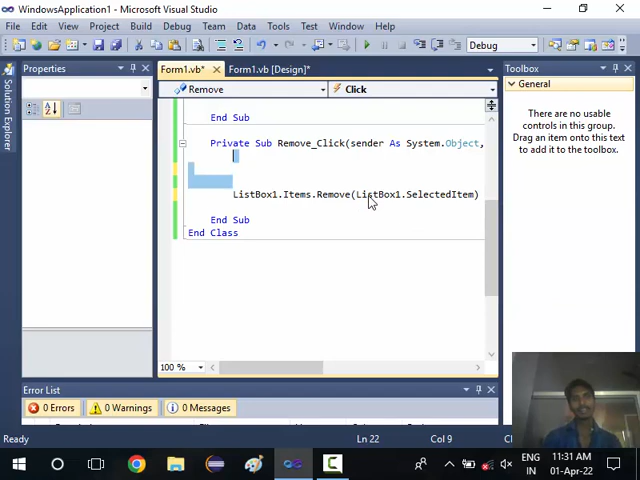 WindowsApplication1 - Microsoft Visual Studio
File Edit View Project Build Debug Team Data Tools Window Help
Debug
Solution Explorer
Properties
Form1.vb*
Form1.vb [Design]*
Remove
Click
End Sub
Private Sub Remove_Click(sender As System.Object,
ListBox1.Items.Remove(ListBox1.SelectedItem)
End Sub
End Class
100 %
Toolbox
General
There are no usable
controls in this group.
Drag an item onto this text
to add it to the toolbox.
Error List
0 Errors
0 Warnings
0 Messages
Ready
Ln 22
Col 9
ENG
IN
11:31 AM
01-Apr-22